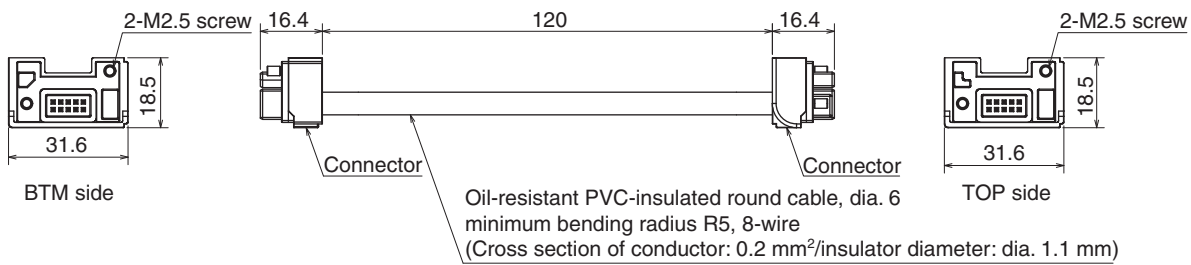 2-M2.5 screw
16.4
120
16.4
2-M2.5 screw
18.5
31.6
BTM side
Connector
Connector
18.5
31.6
TOP side
Oil-resistant PVC-insulated round cable, dia. 6
minimum bending radius R5, 8-wire
(Cross section of conductor: 0.2 mm²/insulator diameter: dia. 1.1 mm)